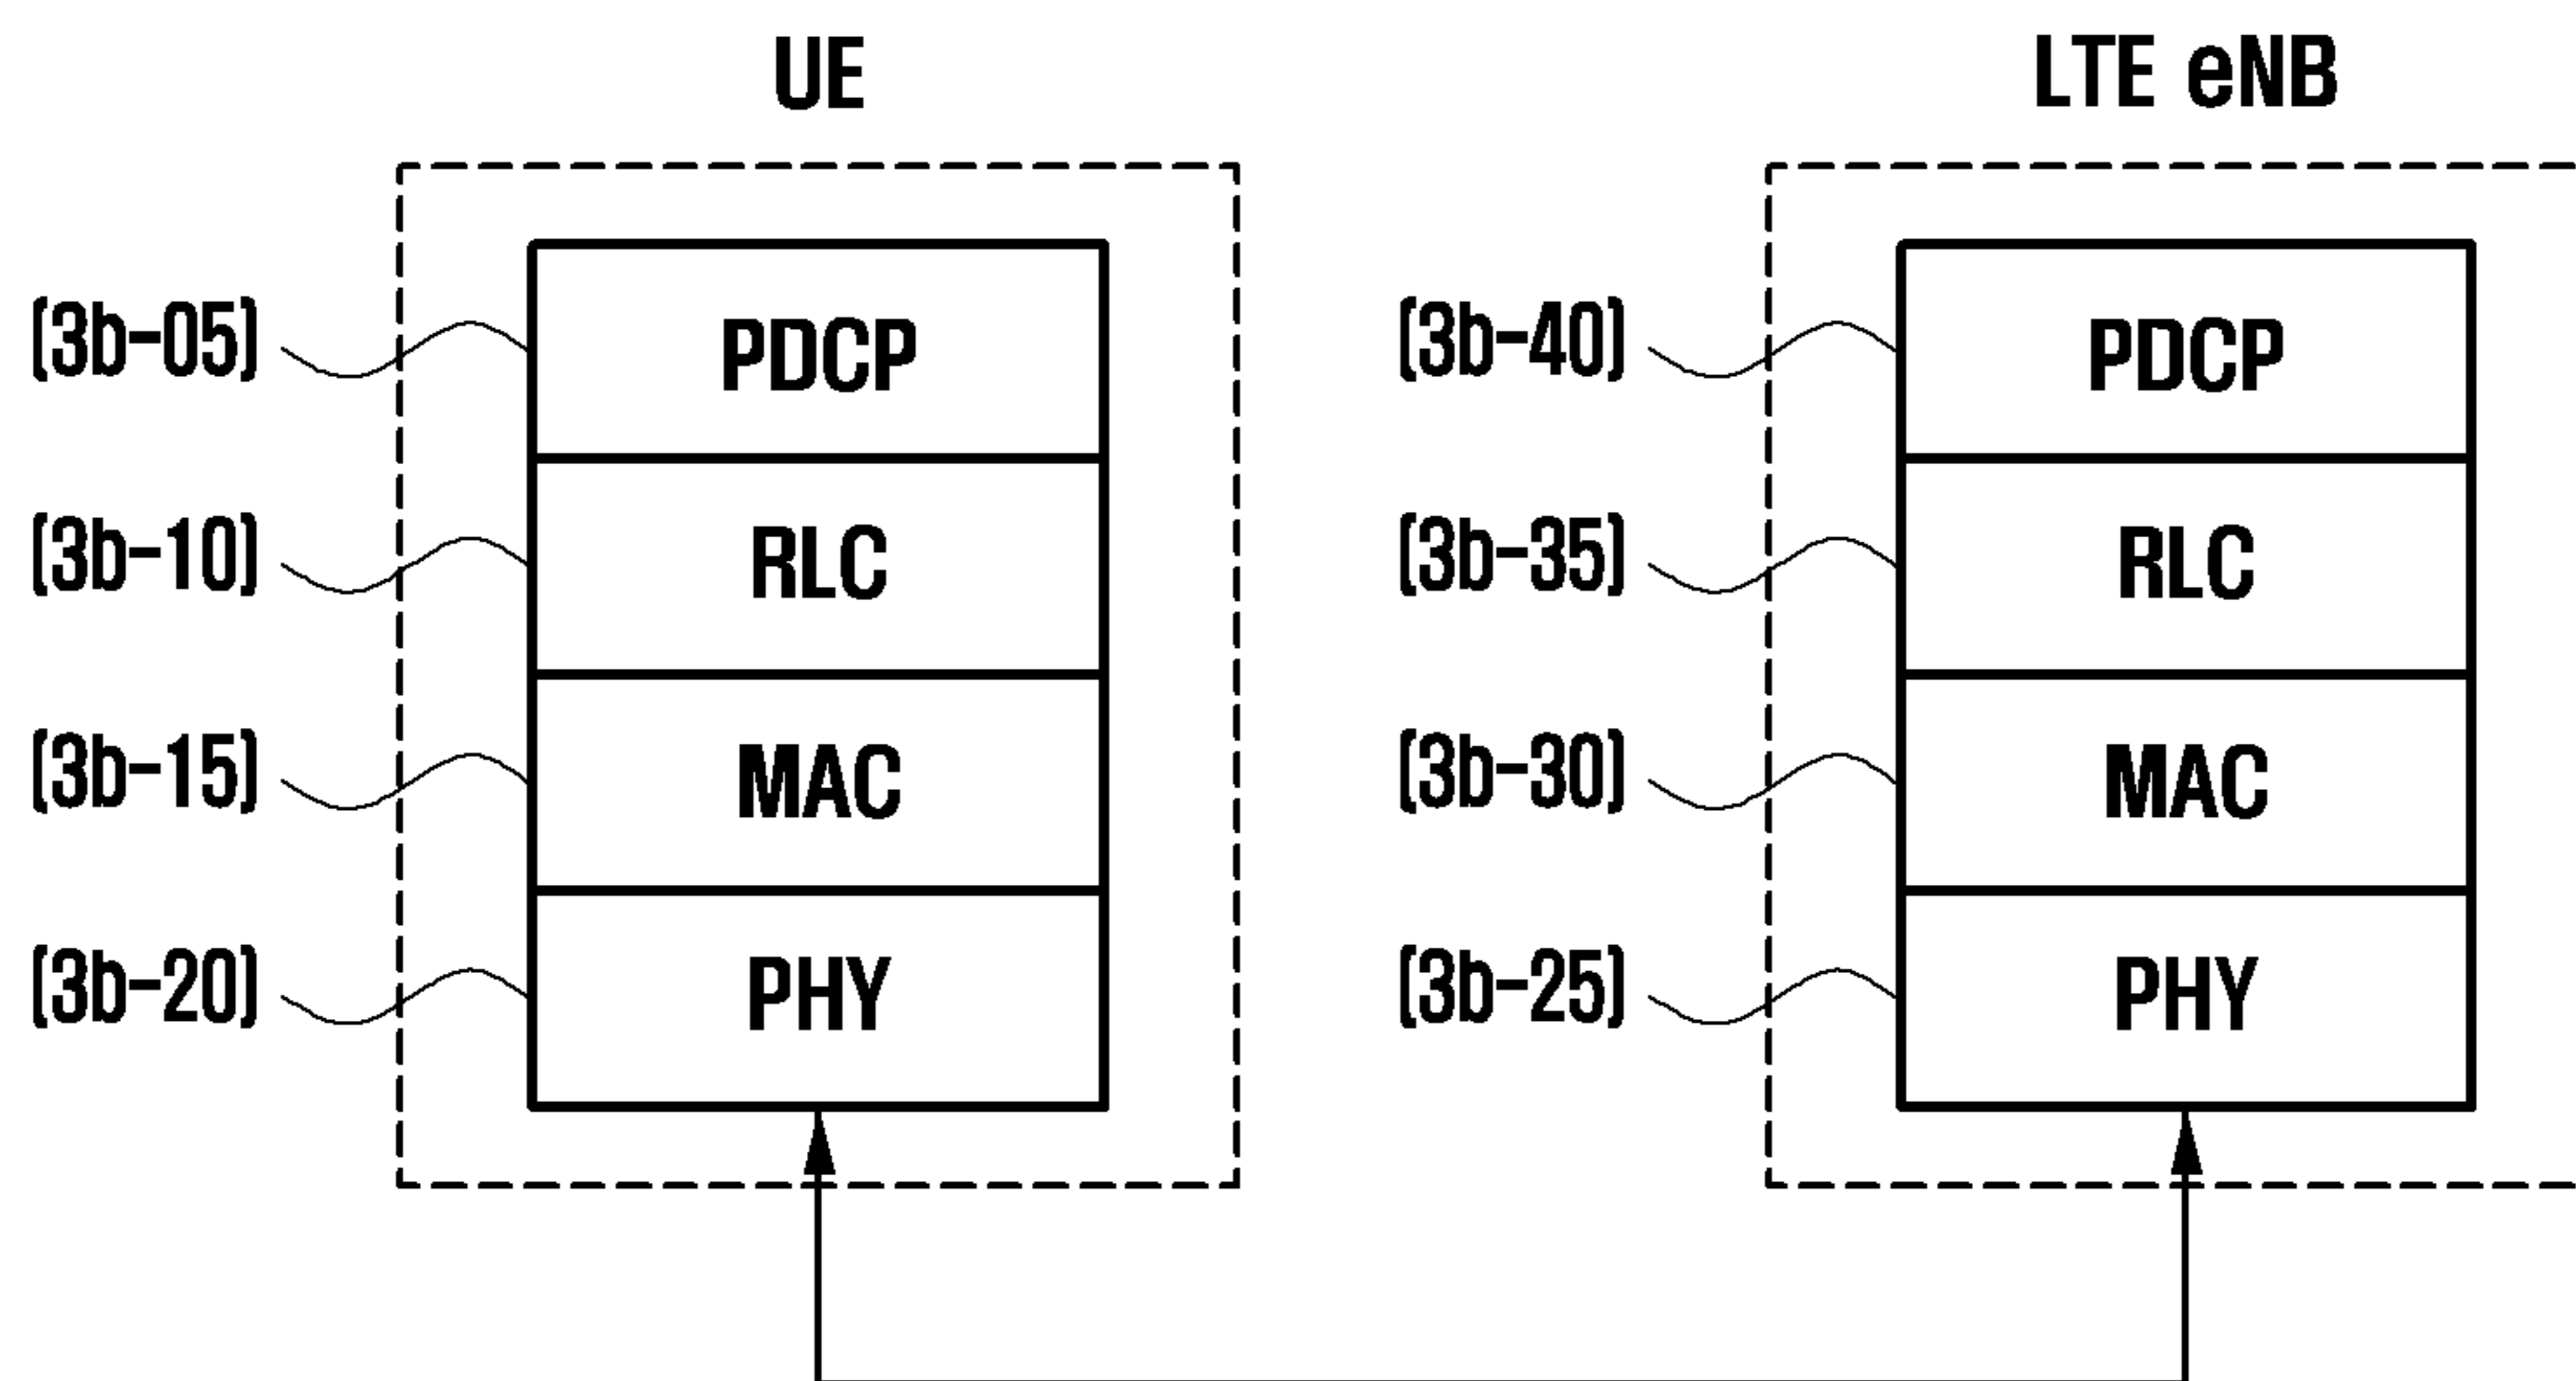 UE
LTE eNB
(3b-05)
PDCP
(3b-40)
PDCP
(3b-10)
RLC
(3b-35)
RLC
(3b-15)
MAC
(3b-30)
MAC
(3b-20)
PHY
(3b-25)
PHY